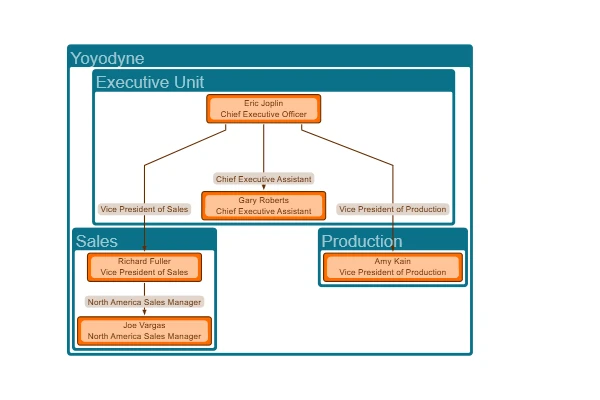 Yoyodyne
Executive Unit
Eric Joplin
Chief Executive Officer
Chief Executive Assistant
Gary Roberts
Chief Executive Assistant
Vice President of Sales
Vice President of Production
Sales
Production
Richard Fuller
Vice President of Sales
Amy Kain
Vice President of Production
North America Sales Manager
Joe Vargas
North America Sales Manager